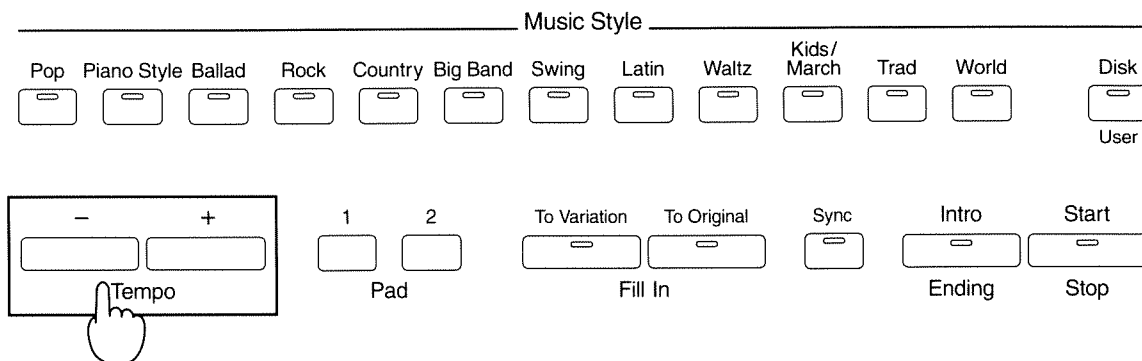 Music Style
Kids/
Pop Piano Style Ballad Rock Country Big Band Swing Latin Waltz March Trad World Disk
User
− + 1 2 To Variation To Original Sync Intro Start
Tempo Pad Fill In Ending Stop